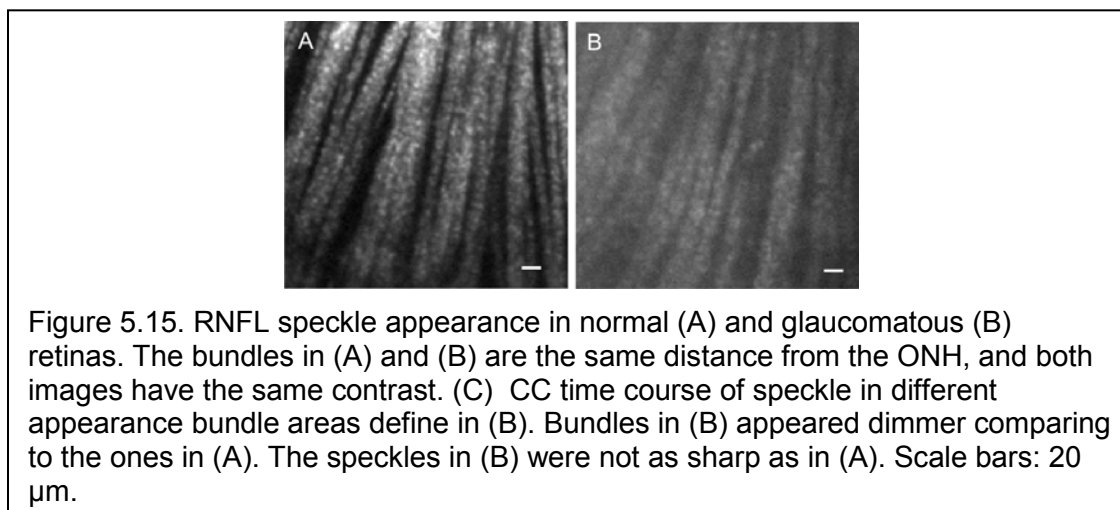 A B
Figure 5.15. RNFL speckle appearance in normal (A) and glaucomatous (B)
retinas. The bundles in (A) and (B) are the same distance from the ONH, and both
images have the same contrast. (C) CC time course of speckle in different
appearance bundle areas define in (B). Bundles in (B) appeared dimmer comparing
to the ones in (A). The speckles in (B) were not as sharp as in (A). Scale bars: 20
µm.